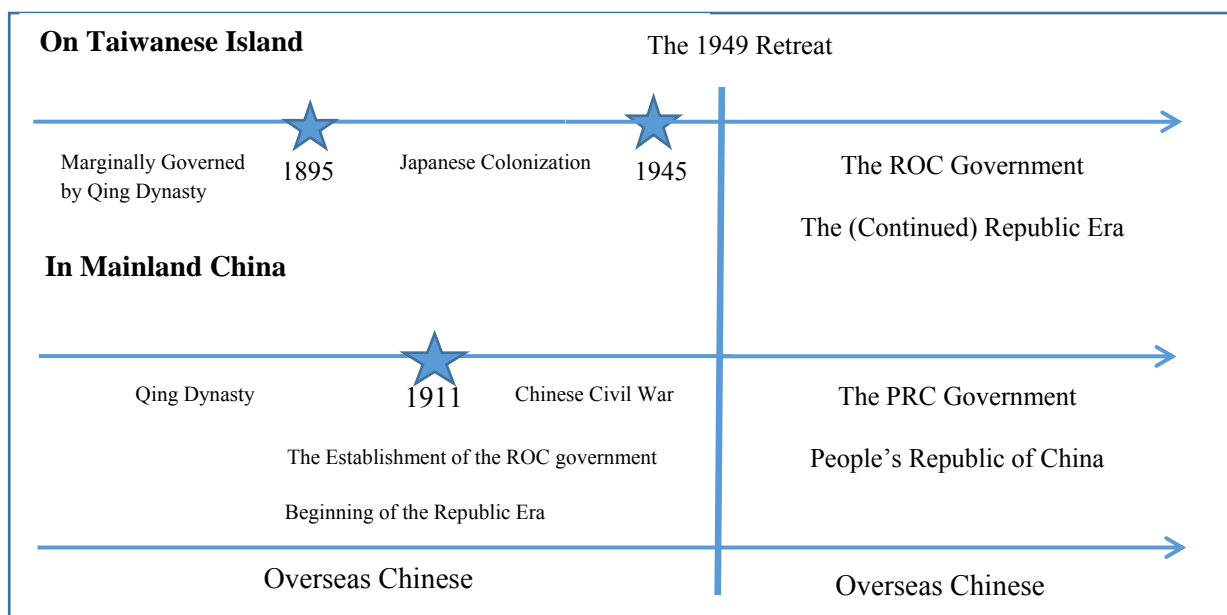 On Taiwanese Island
The 1949 Retreat
Marginally Governed
by Qing Dynasty
1895
Japanese Colonization
1945
The ROC Government
The (Continued) Republic Era
In Mainland China
Qing Dynasty
1911
Chinese Civil War
The PRC Government
The Establishment of the ROC government
People's Republic of China
Beginning of the Republic Era
Overseas Chinese
Overseas Chinese